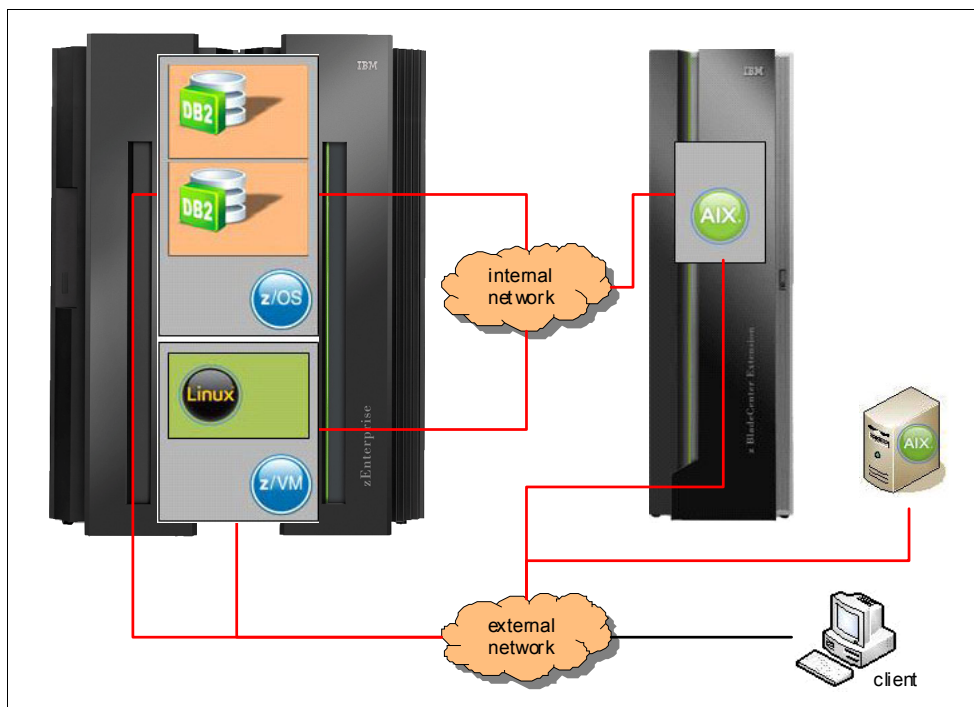 IBM
DB2
DB2
z/OS
Linux
z/VM
zEnterprise
internal
network
IBM
AIX
z BladeCenter Extension
AIX
external
network
client